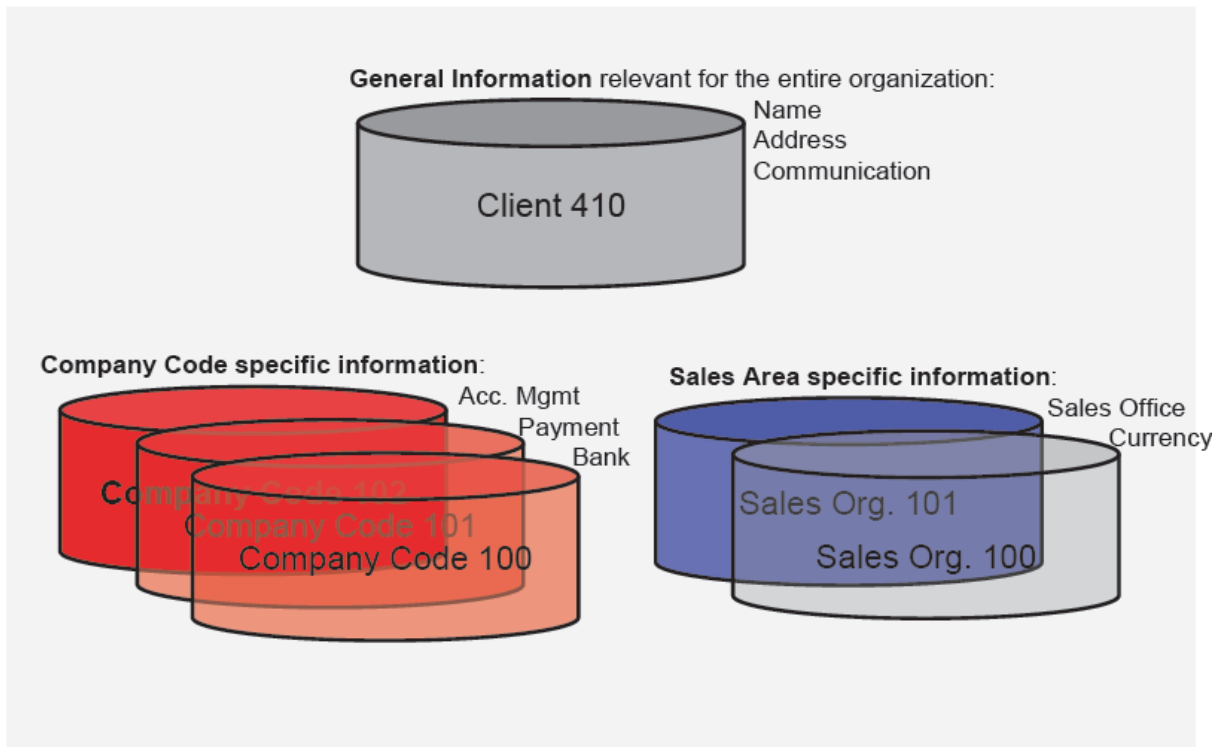 General Information relevant for the entire organization:
Name
Address
Communication
Client 410
Company Code specific information:
Acc. Mgmt
Payment
Bank
Company Code 102
Company Code 101
Company Code 100
Sales Area specific information:
Sales Office
Currency
Sales Org. 101
Sales Org. 100